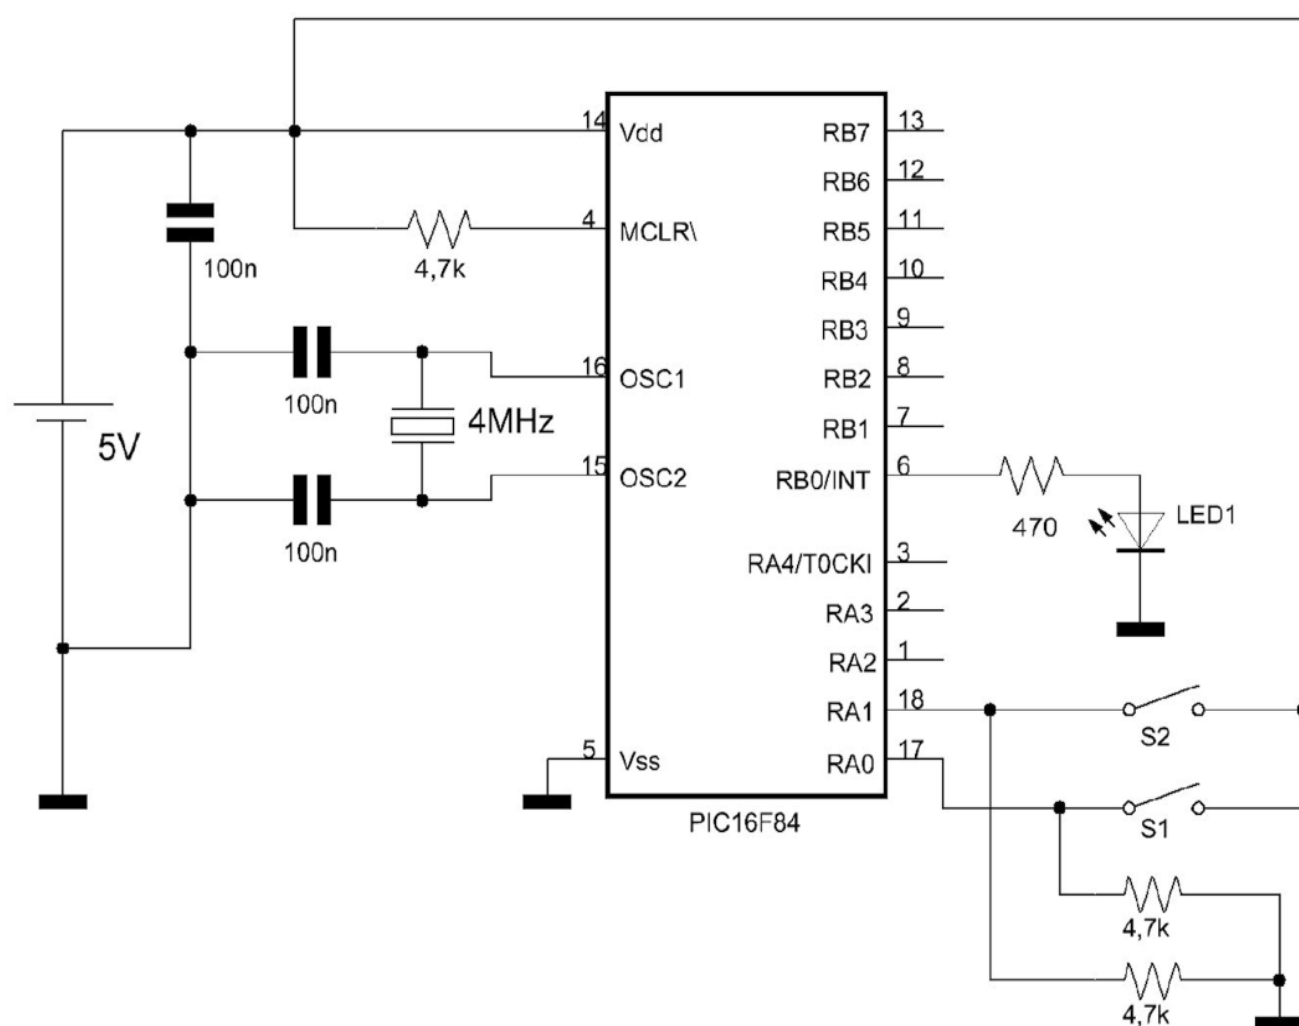 14
Vdd
RB7
13
RB6
12
4
MCLR\
RB5
11
100n
4,7k
RB4
10
RB3
9
16
OSC1
RB2
8
100n
4MHz
RB1
7
5V
15
OSC2
RB0/INT
6
470
LED1
100n
RA4/T0CKI
3
RA3
2
RA2
1
RA1
18
S2
5
Vss
RA0
17
PIC16F84
S1
4,7k
4,7k